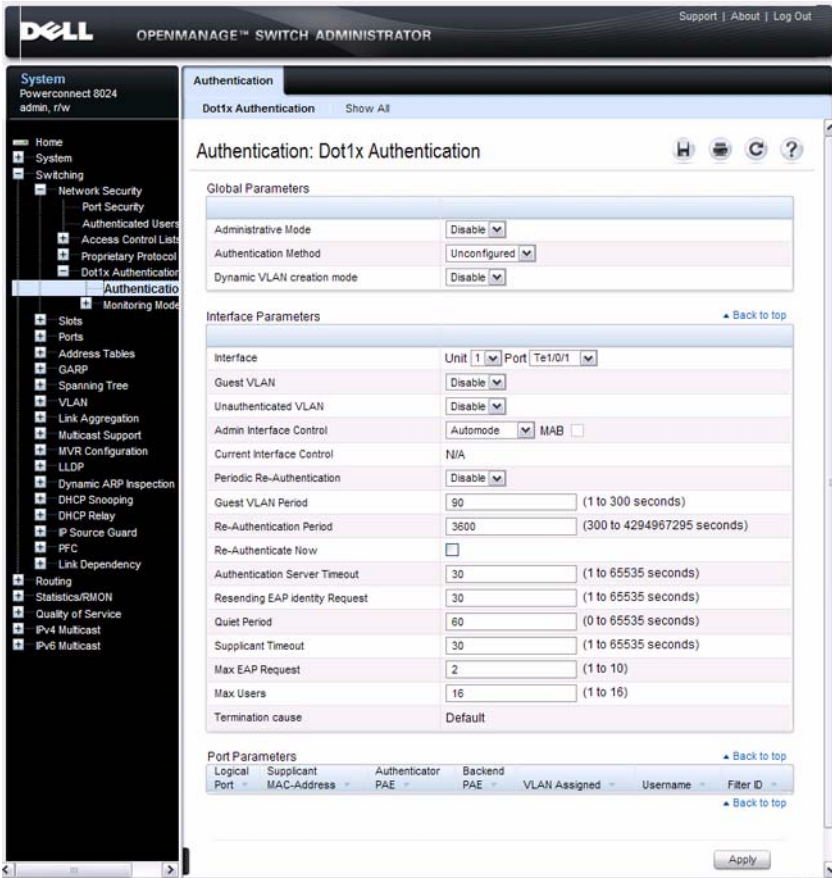 DELL
OPENMANAGE™ SWITCH ADMINISTRATOR
Support | About | Log Out
System
Powerconnect 8024
admin, r/w
Home
System
Switching
Network Security
Port Security
Authenticated Users
Access Control Lists
Proprietary Protocol
Dot1x Authentication
Authenticatio
Monitoring Mode
Slots
Ports
Address Tables
GARP
Spanning Tree
VLAN
Link Aggregation
Multicast Support
MVR Configuration
LLDP
Dynamic ARP Inspection
DHCP Snooping
DHCP Relay
IP Source Guard
PFC
Link Dependency
Routing
Statistics/RMON
Quality of Service
IPv4 Multicast
IPv6 Multicast
Authentication
Dot1x Authentication Show All
Authentication: Dot1x Authentication
?
Global Parameters
Administrative Mode Disable
Authentication Method Unconfigured
Dynamic VLAN creation mode Disable
Interface Parameters Back to top
Interface Unit 1 Port Te1/0/1
Guest VLAN Disable
Unauthenticated VLAN Disable
Admin Interface Control Automode MAB
Current Interface Control N/A
Periodic Re-Authentication Disable
Guest VLAN Period 90 (1 to 300 seconds)
Re-Authentication Period 3600 (300 to 4294967295 seconds)
Re-Authenticate Now
Authentication Server Timeout 30 (1 to 65535 seconds)
Resending EAP identity Request 30 (1 to 65535 seconds)
Quiet Period 60 (0 to 65535 seconds)
Supplicant Timeout 30 (1 to 65535 seconds)
Max EAP Request 2 (1 to 10)
Max Users 16 (1 to 16)
Termination cause Default
Port Parameters Back to top
Logical Port Supplicant MAC-Address Authenticator PAE Backend PAE VLAN Assigned Username Filter ID
Back to top
Apply